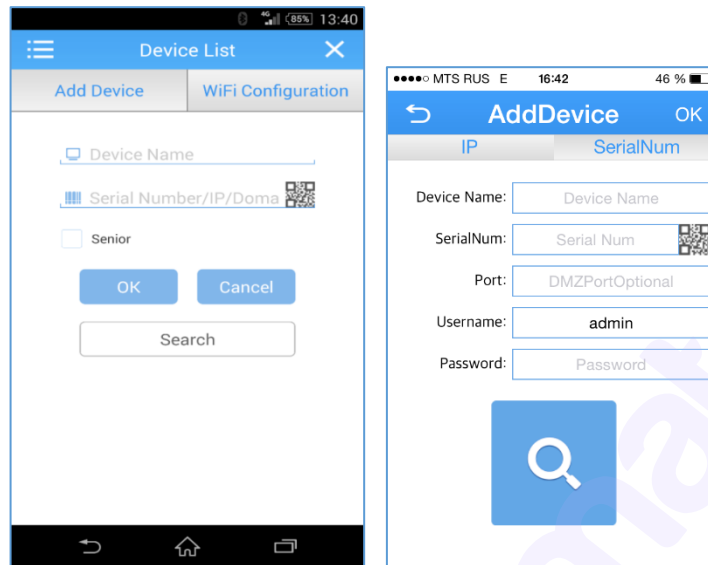 4G 85% 13:40
Device List
Add Device WiFi Configuration
Device Name
Serial Number/IP/Doma
Senior
OK Cancel
Search
MTS RUS E 16:42 46 %
AddDevice OK
IP SerialNum
Device Name: Device Name
SerialNum: Serial Num
Port: DMZPortOptional
Username: admin
Password: Password